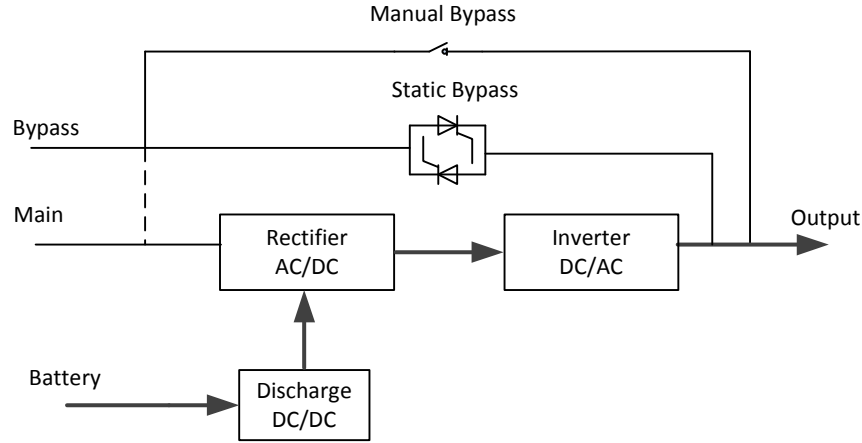 Manual Bypass
Static Bypass
Bypass
Main
Rectifier
AC/DC
Inverter
DC/AC
Output
Battery
Discharge
DC/DC